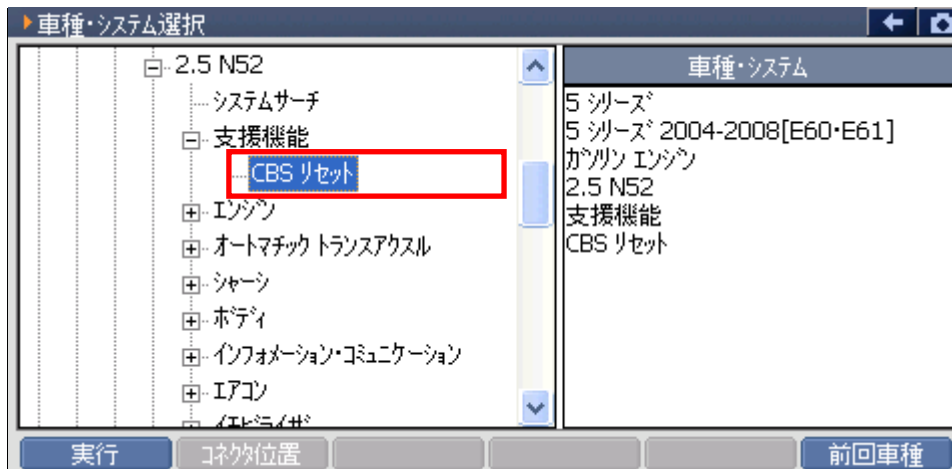 車種・システム選択
2.5 N52
システムサーチ
支援機能
CBS リセット
エンジン
オートマチック トランスアクスル
シャーシ
ボディ
インフォメーション・コミュニケーション
エアコン
イモビライザ
車種・システム
5 シリーズ
5 シリーズ 2004-2008[E60・E61]
ガソリン エンジン
2.5 N52
支援機能
CBS リセット
実行
コネクタ位置
前回車種